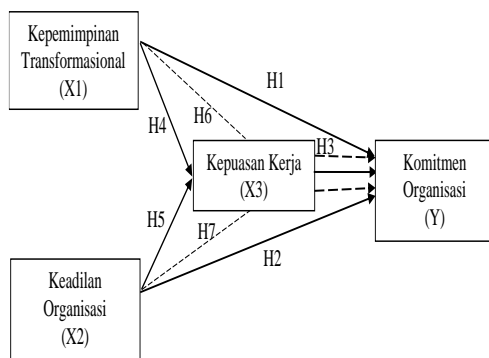 Kepemimpinan
Transformasional
(X1)
H1
H6
H4
H3
Kepuasan Kerja
(X3)
Komitmen
Organisasi
(Y)
H5
H7
H2
Keadilan
Organisasi
(X2)